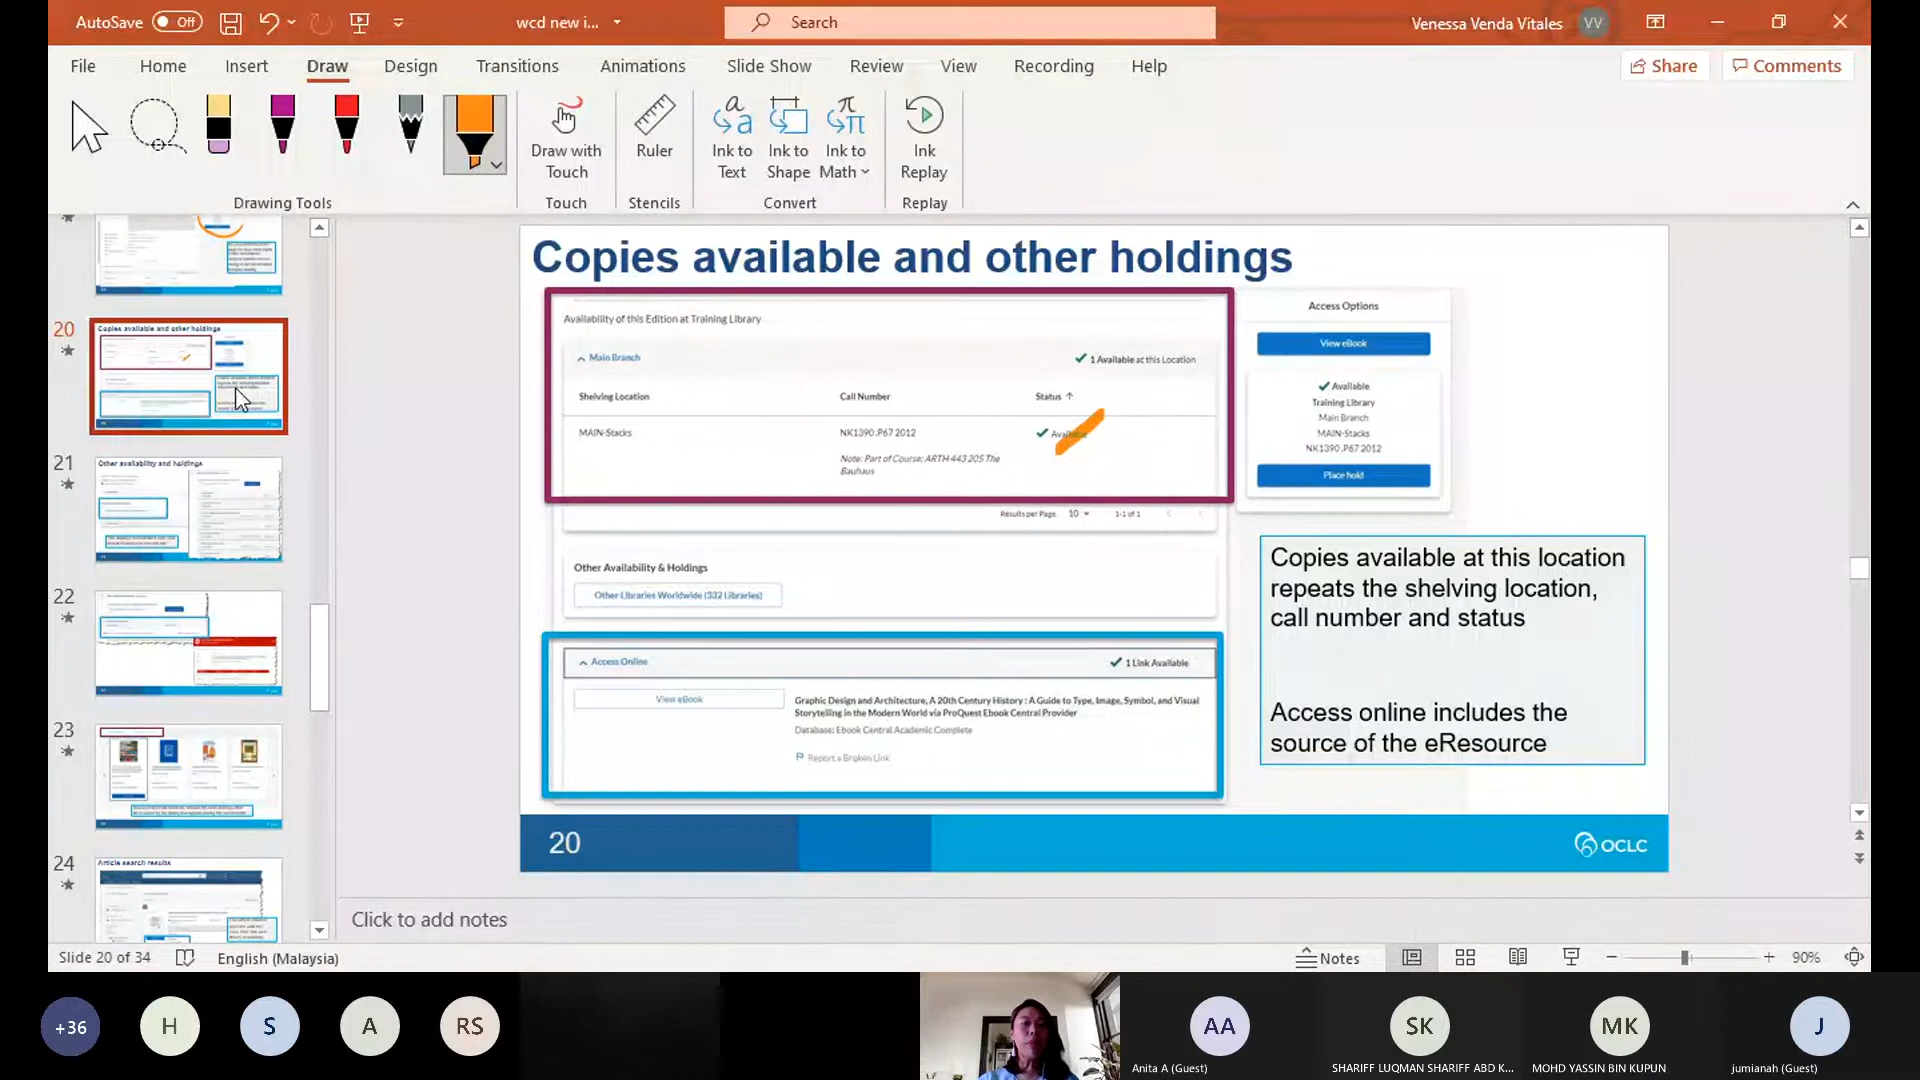 AutoSave Off
wcd new i...
Search
Venessa Venda Vitales
VV
File Home Insert Draw Design Transitions Animations Slide Show Review View Recording Help
Share
Comments
Draw with Touch
Ruler
Ink to Text
Ink to Shape
Ink to Math
Ink Replay
Drawing Tools
Touch
Stencils
Convert
Replay
20
Copies available and other holdings
21
Other availability and holdings
22
23
24
Article search results
Copies available and other holdings
Availability of this Edition at Training Library
Main Branch
1 Available at this Location
Shelving Location
Call Number
Status
MAIN-Stacks
NK1390 .P67 2012
Available
Note: Part of Course: ARTH 443 205 The
Bauhaus
Results per Page 10 1-1 of 1
Other Availability & Holdings
Other Libraries Worldwide (332 Libraries)
Access Online
1 Link Available
View eBook
Graphic Design and Architecture, A 20th Century History : A Guide to Type, Image, Symbol, and Visual
Storytelling in the Modern World via ProQuest Ebook Central Provider
Database: Ebook Central Academic Complete
Report a Broken Link
Access Options
View eBook
Available
Training Library
Main Branch
MAIN-Stacks
NK1390 .P67 2012
Place hold
Copies available at this location
repeats the shelving location,
call number and status
Access online includes the
source of the eResource
20
OCLC
Click to add notes
Slide 20 of 34
English (Malaysia)
Notes
90%
+36
H
S
A
RS
AA
Anita A (Guest)
SK
SHARIFF LUQMAN SHARIFF ABD K...
MK
MOHD YASSIN BIN KUPUN
J
jumianah (Guest)